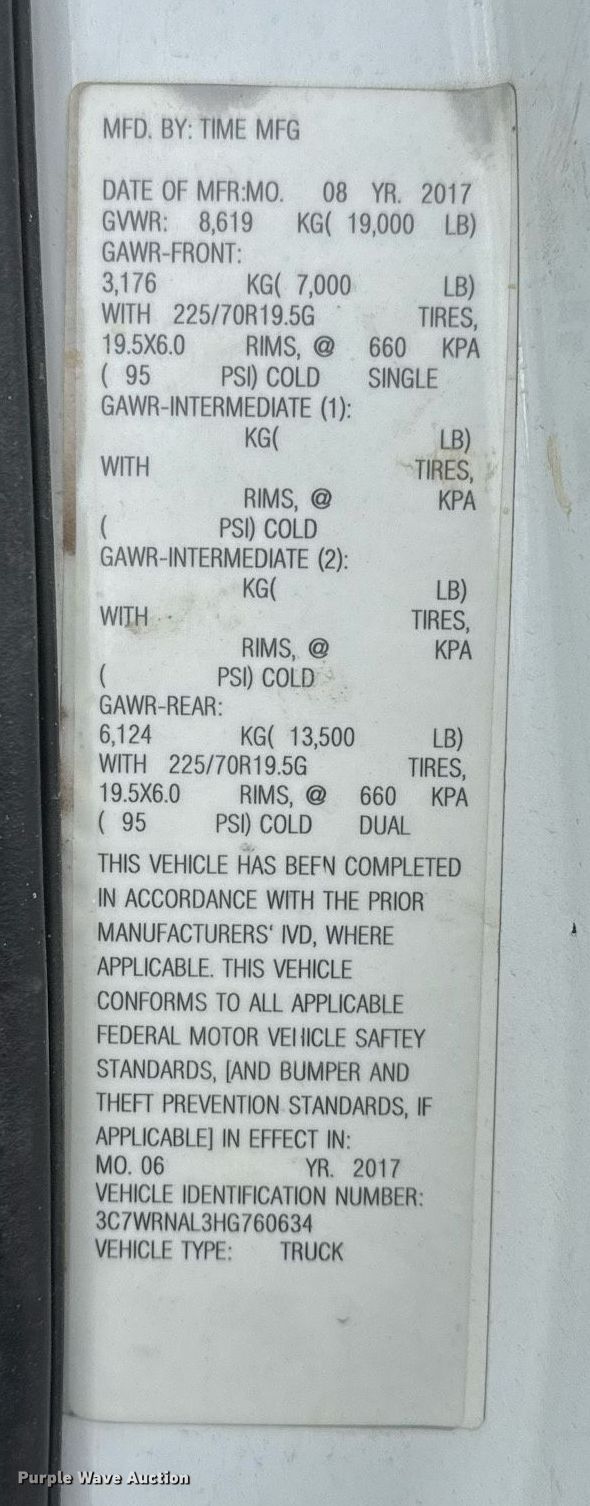 MFD. BY: TIME MFG
DATE OF MFR:MO. 08 YR. 2017
GVWR: 8,619 KG( 19,000 LB)
GAWR-FRONT:
3,176 KG( 7,000 LB)
WITH 225/70R19.5G TIRES,
19.5X6.0 RIMS, @ 660 KPA
( 95 PSI) COLD SINGLE
GAWR-INTERMEDIATE (1):
KG( LB)
WITH TIRES,
RIMS, @ KPA
( PSI) COLD
GAWR-INTERMEDIATE (2):
KG( LB)
WITH TIRES,
RIMS, @ KPA
( PSI) COLD
GAWR-REAR:
6,124 KG( 13,500 LB)
WITH 225/70R19.5G TIRES,
19.5X6.0 RIMS, @ 660 KPA
( 95 PSI) COLD DUAL
THIS VEHICLE HAS BEEN COMPLETED
IN ACCORDANCE WITH THE PRIOR
MANUFACTURERS' IVD, WHERE
APPLICABLE. THIS VEHICLE
CONFORMS TO ALL APPLICABLE
FEDERAL MOTOR VEHICLE SAFTEY
STANDARDS, [AND BUMPER AND
THEFT PREVENTION STANDARDS, IF
APPLICABLE] IN EFFECT IN:
MO. 06 YR. 2017
VEHICLE IDENTIFICATION NUMBER:
3C7WRNAL3HG760634
VEHICLE TYPE: TRUCK
Purple Wave Auction